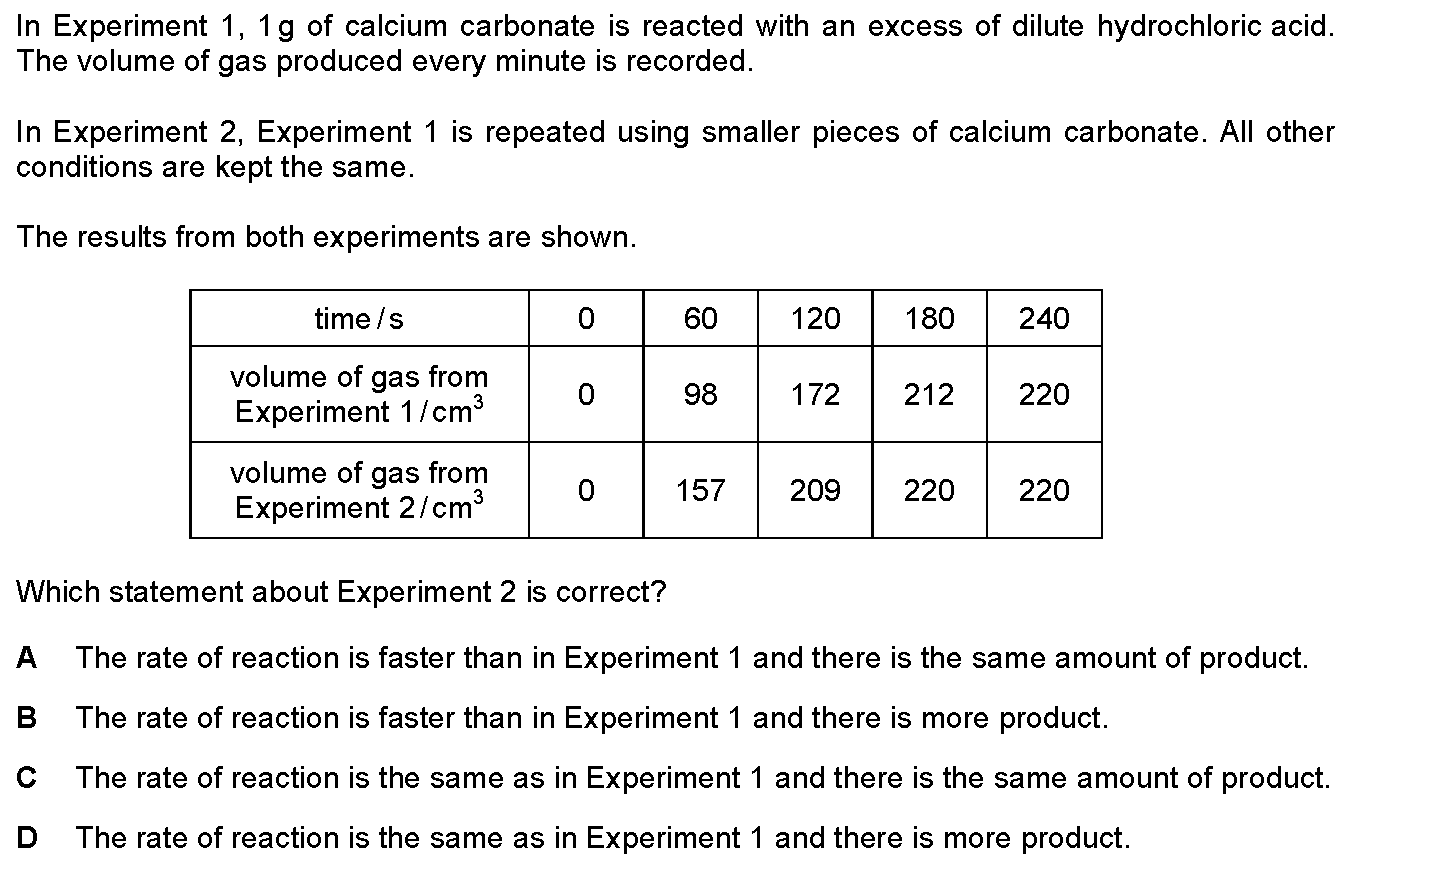 In Experiment 1, 1 g of calcium carbonate is reacted with an excess of dilute hydrochloric acid.
The volume of gas produced every minute is recorded.
In Experiment 2, Experiment 1 is repeated using smaller pieces of calcium carbonate. All other
conditions are kept the same.
The results from both experiments are shown.
time / s 0 60 120 180 240
volume of gas from
Experiment 1 / cm³ 0 98 172 212 220
volume of gas from
Experiment 2 / cm³ 0 157 209 220 220
Which statement about Experiment 2 is correct?
A The rate of reaction is faster than in Experiment 1 and there is the same amount of product.
B The rate of reaction is faster than in Experiment 1 and there is more product.
C The rate of reaction is the same as in Experiment 1 and there is the same amount of product.
D The rate of reaction is the same as in Experiment 1 and there is more product.